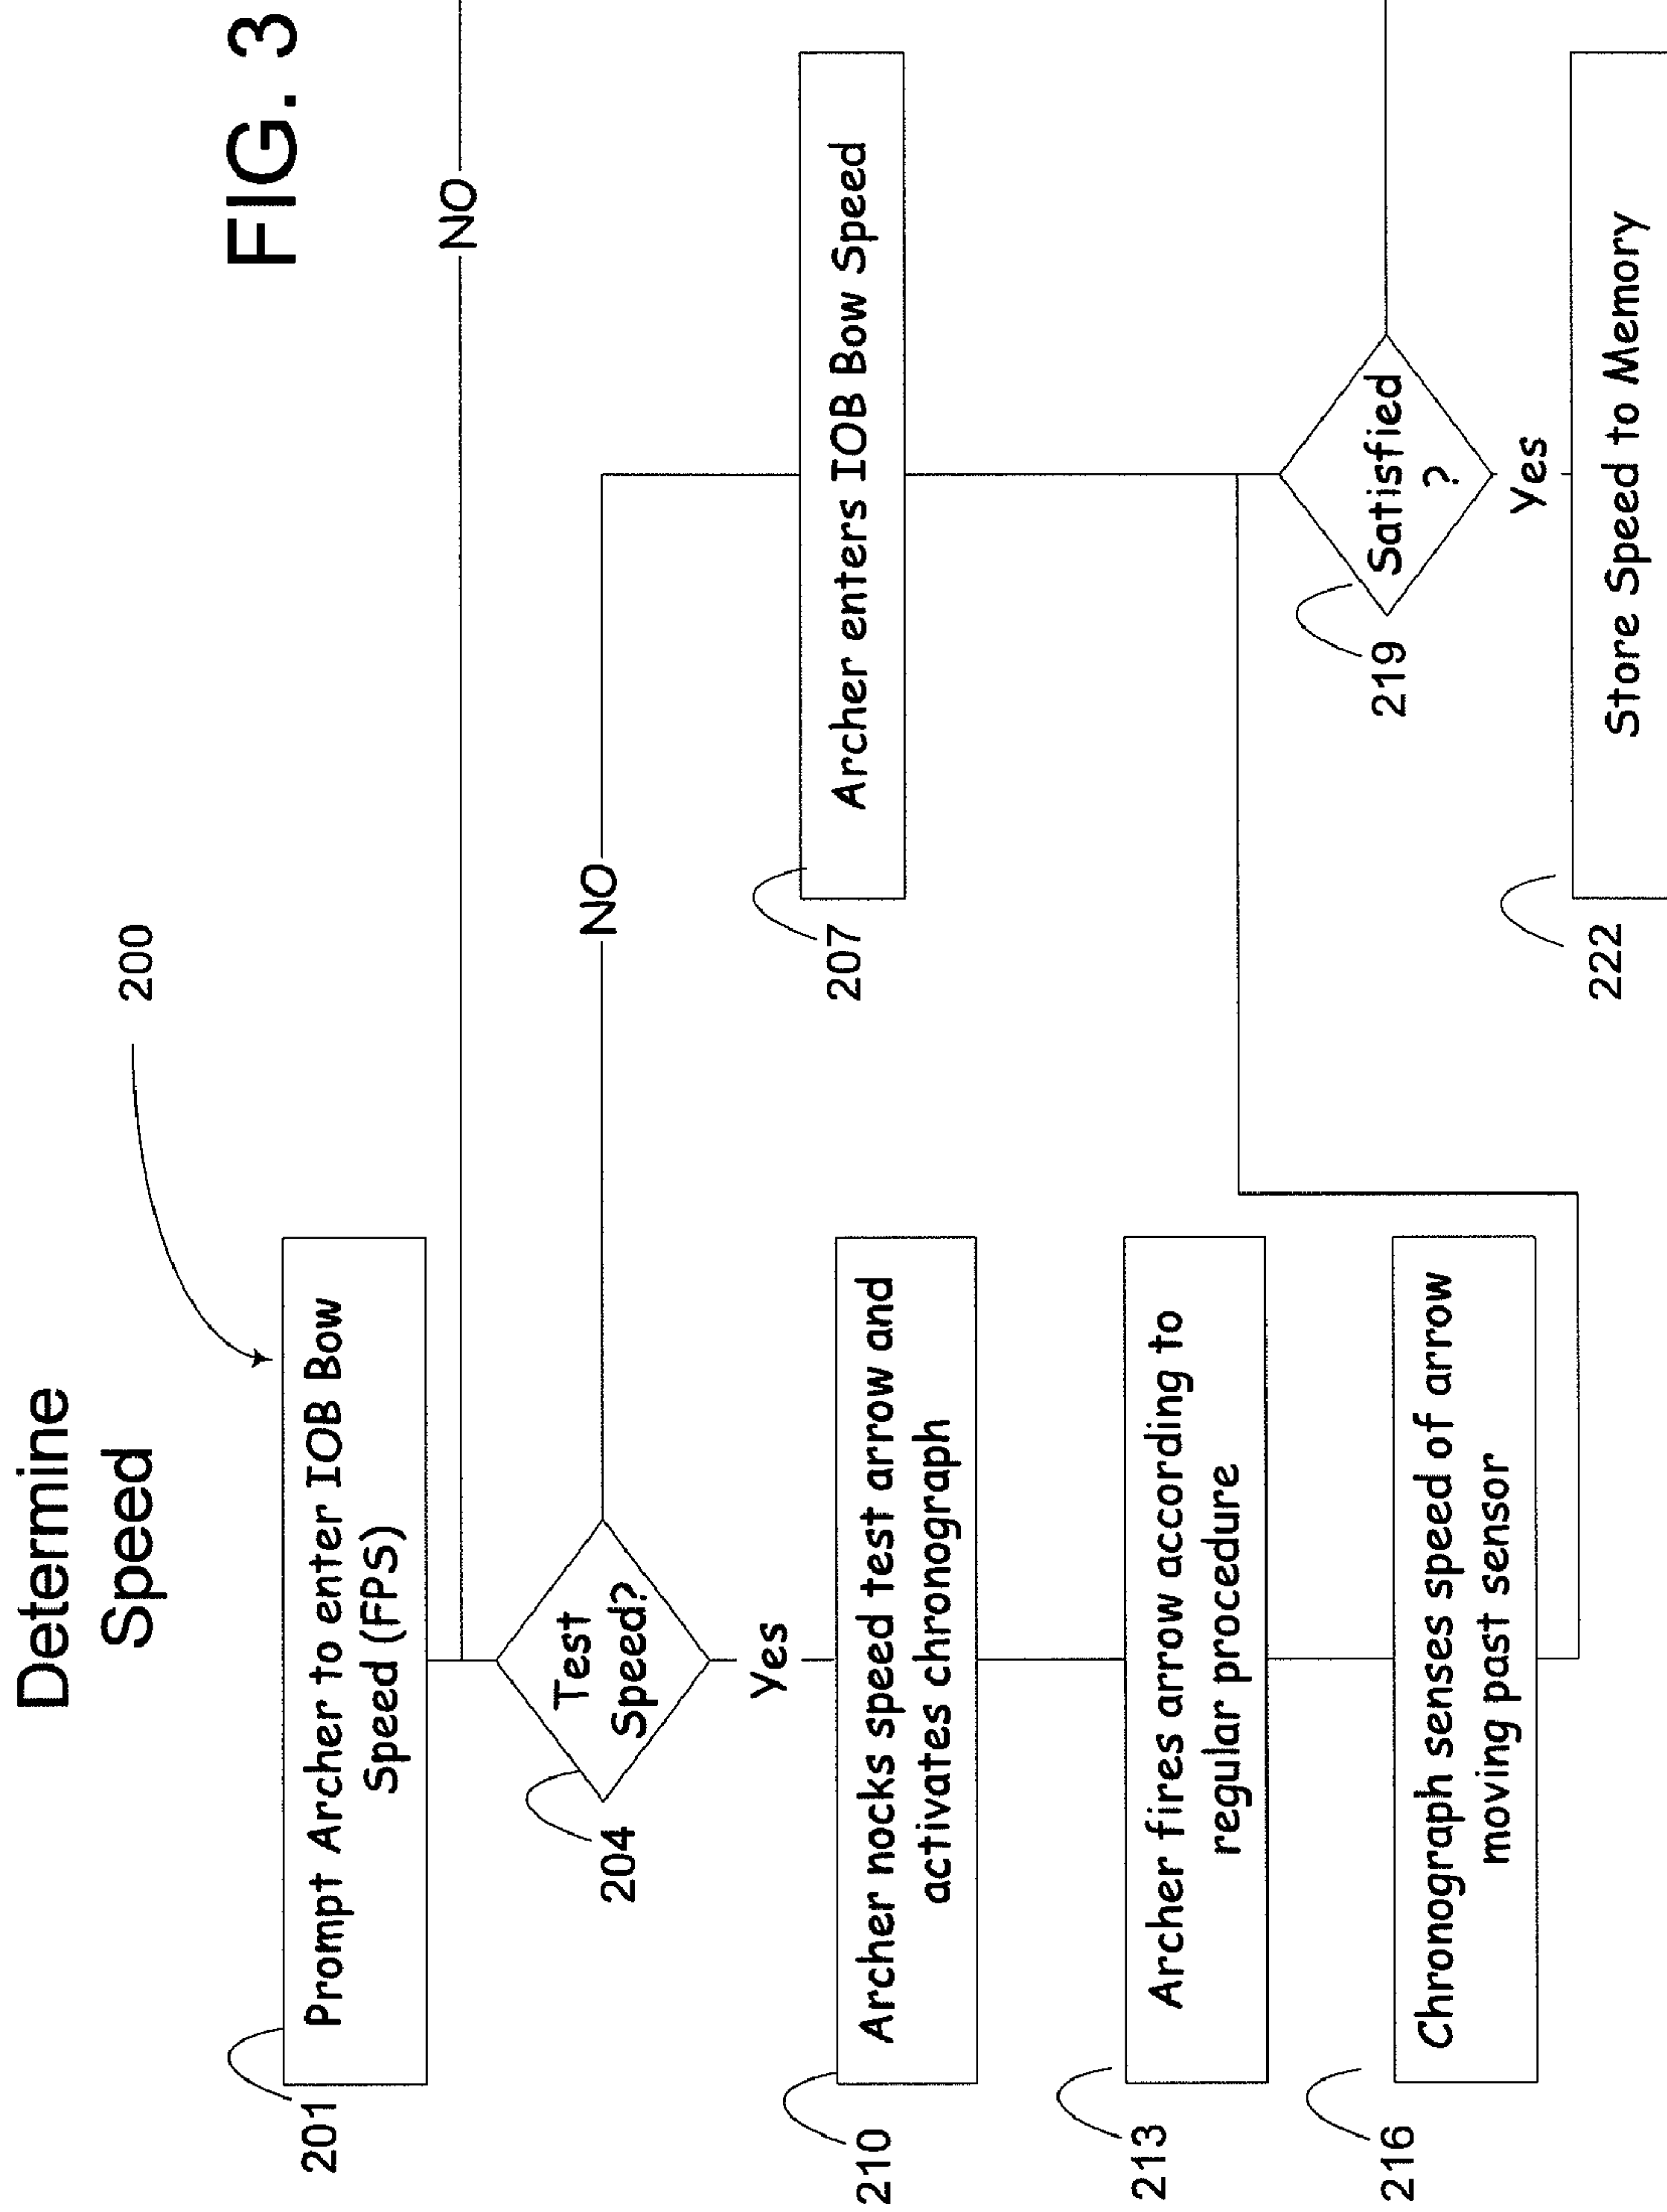 Determine
Speed
FIG. 3
200
201
Prompt Archer to enter IOB Bow
Speed (FPS)
NO
204
Test
Speed?
NO
Yes
207
Archer enters IOB Bow Speed
210
Archer nocks speed test arrow and
activates chronograph
213
Archer fires arrow according to
regular procedure
216
Chronograph senses speed of arrow
moving past sensor
219
Satisfied
?
Yes
222
Store Speed to Memory